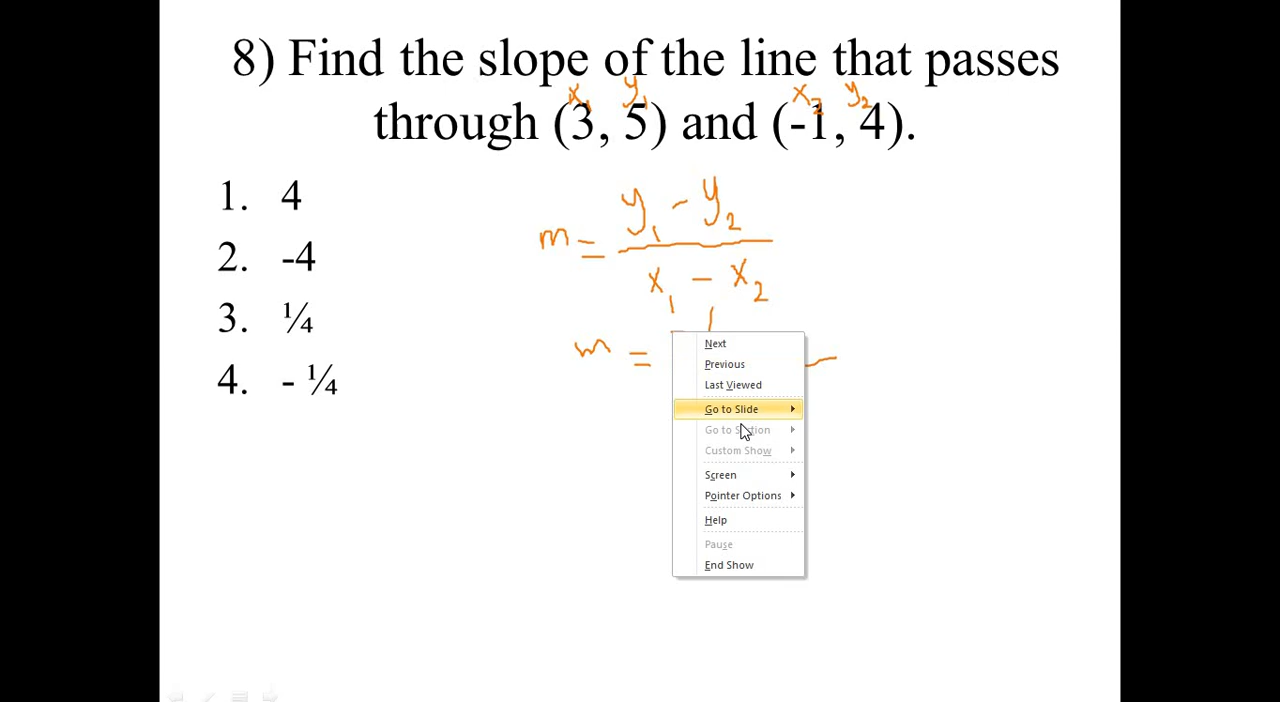 8) Find the slope of the line that passes
x1 y1 x2 y2
through (3, 5) and (-1, 4).
1. 4
2. -4
3. ¼
4. - ¼
m = y1 - y2
x1 - x2
m =
Next
Previous
Last Viewed
Go to Slide
Go to Section
Custom Show
Screen
Pointer Options
Help
Pause
End Show